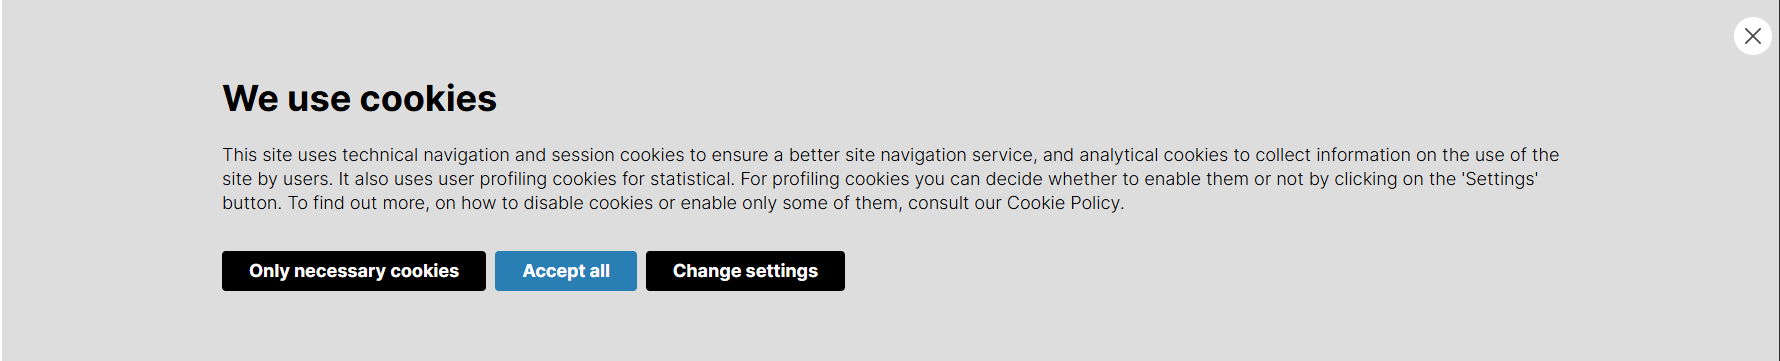 We use cookies
This site uses technical navigation and session cookies to ensure a better site navigation service, and analytical cookies to collect information on the use of the
site by users. It also uses user profiling cookies for statistical. For profiling cookies you can decide whether to enable them or not by clicking on the 'Settings'
button. To find out more, on how to disable cookies or enable only some of them, consult our Cookie Policy.
Only necessary cookies
Accept all
Change settings